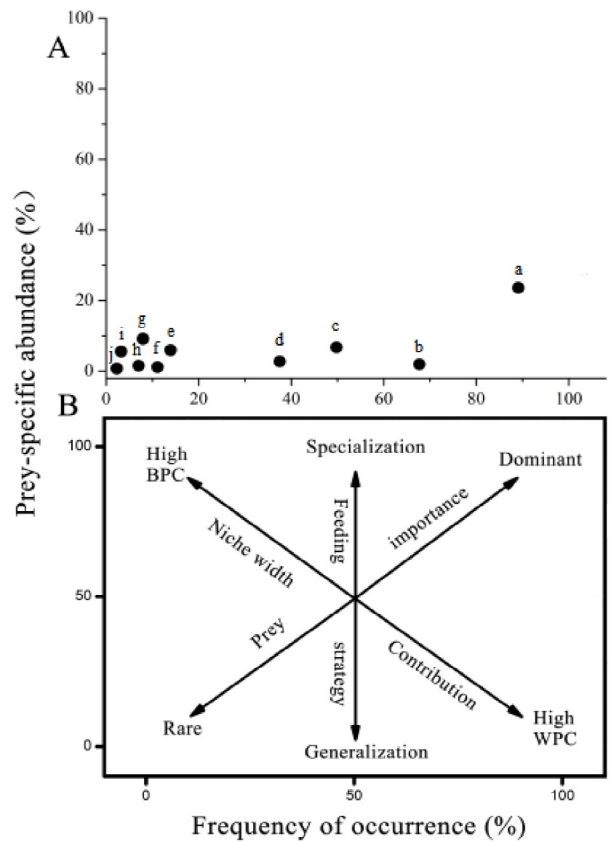 A
100
80
60
40
20
0
a
b
c
d
e
f
g
h
i
j
0 20 40 60 80 100
Prey-specific abundance (%)
B
100
50
0
High
BPC
Specialization
Dominant
Niche width
Feeding
importance
Prey
strategy
Contribution
Rare
Generalization
High
WPC
0 50 100
Frequency of occurrence (%)